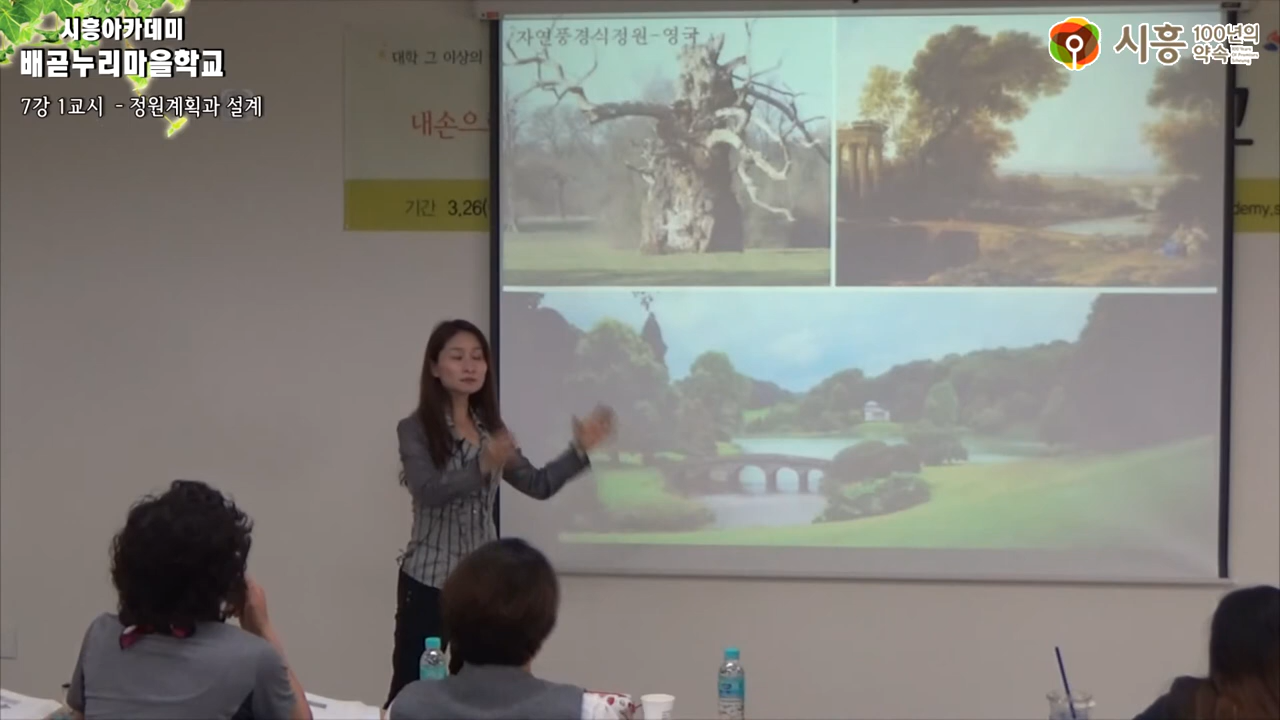 시흥아카데미
배곧누리마을학교
7강 1교시 - 정원계획과 설계
시흥 100년의
약속
자연풍경식정원-영국
대학 그 이상의
내손으
기간 3.26(